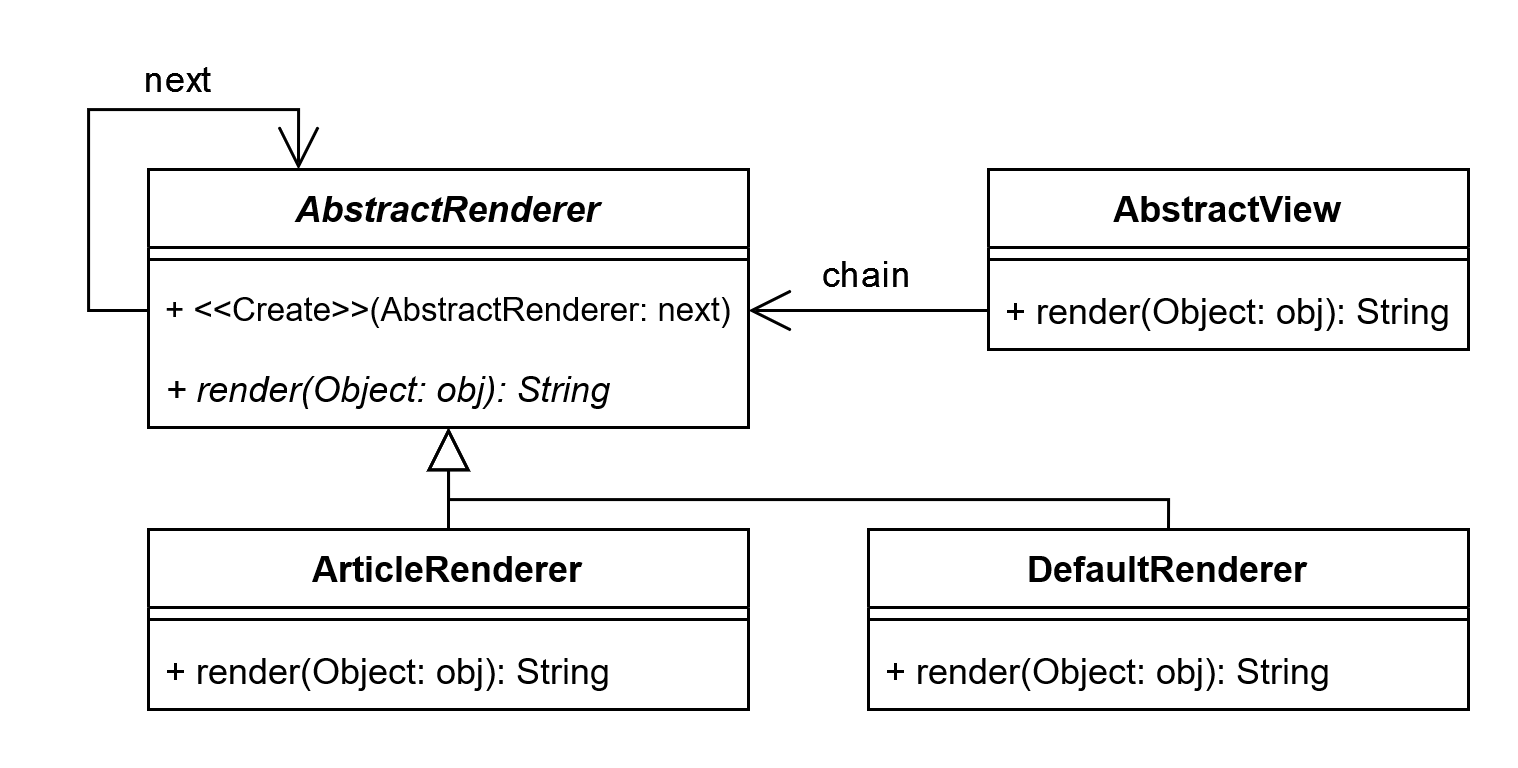 next
AbstractRenderer
+ <<Create>>(AbstractRenderer: next)
+ render(Object: obj): String
chain
AbstractView
+ render(Object: obj): String
ArticleRenderer
+ render(Object: obj): String
DefaultRenderer
+ render(Object: obj): String